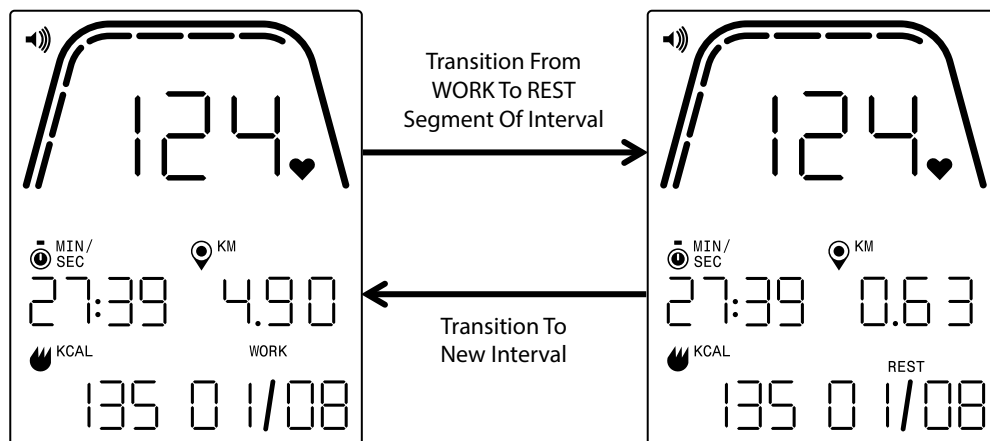 124
MIN/
SEC
KM
27:39
4.90
KCAL
WORK
135
01/08
Transition From
WORK To REST
Segment Of Interval
Transition To
New Interval
124
MIN/
SEC
KM
27:39
0.63
KCAL
REST
135
01/08